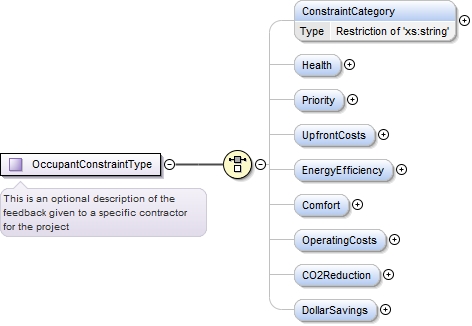 ConstraintCategory
Type Restriction of 'xs:string'
Health
Priority
UpfrontCosts
OccupantConstraintType
EnergyEfficiency
This is an optional description of the
feedback given to a specific contractor
for the project
Comfort
OperatingCosts
CO2Reduction
DollarSavings